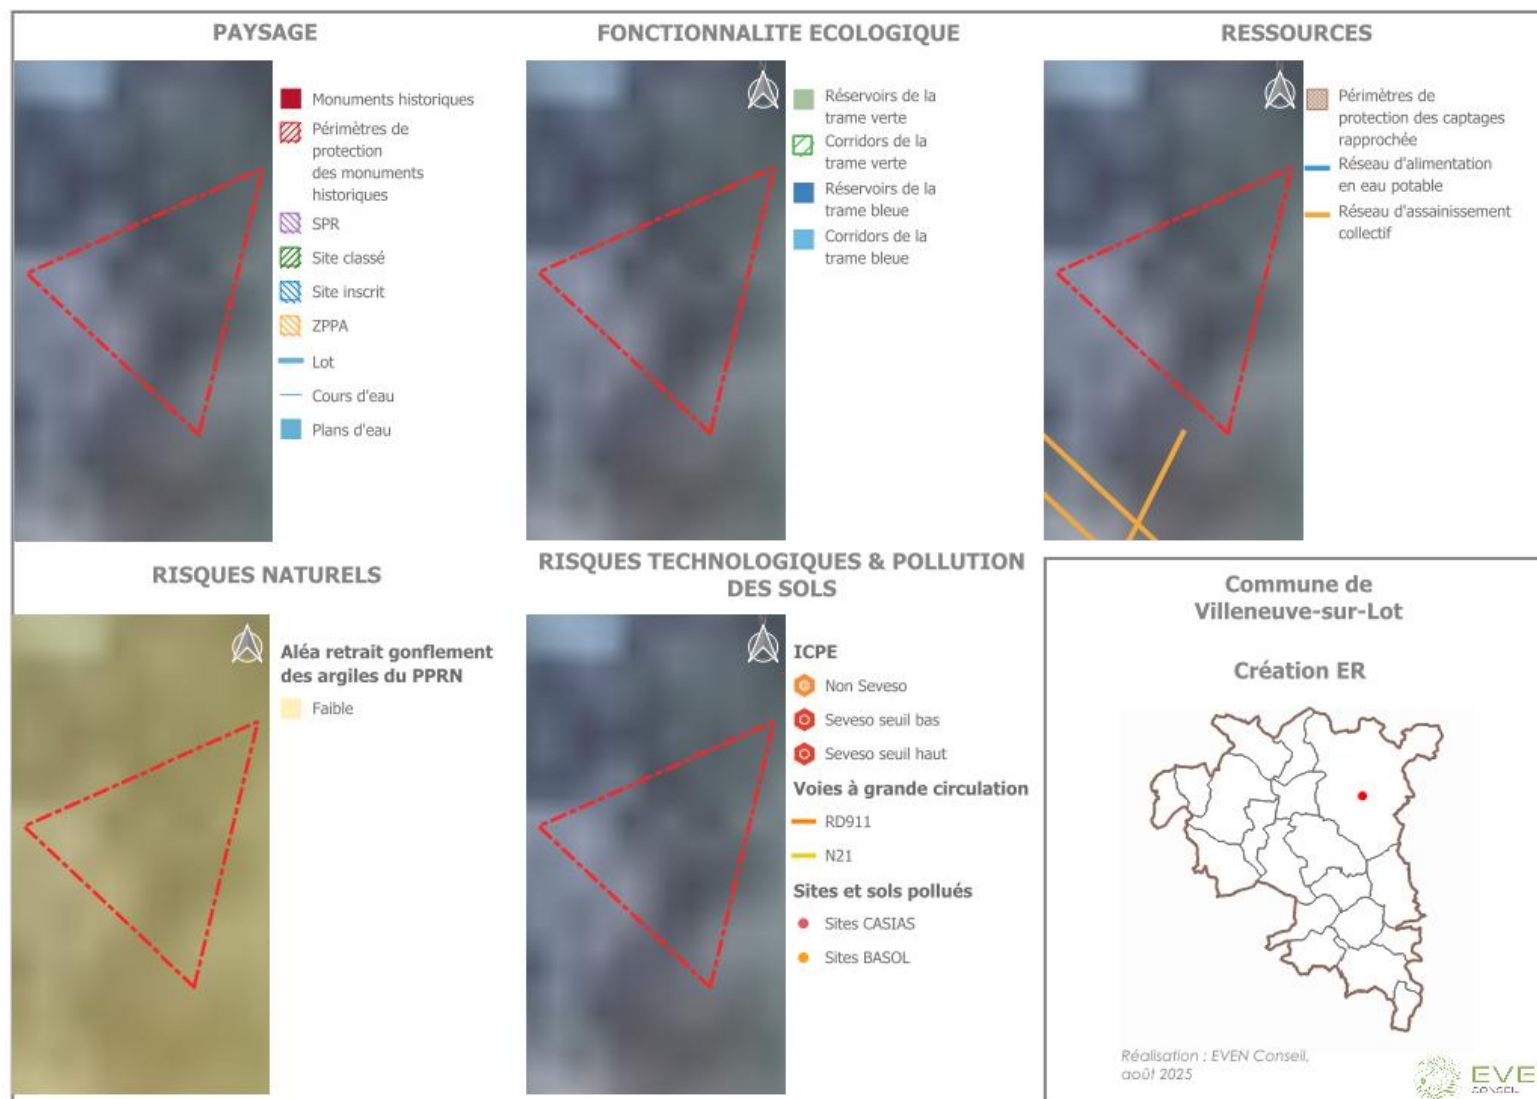 PAYSAGE
Monuments historiques
Périmètres de
protection
des monuments
historiques
SPR
Site classé
Site inscrit
ZPPA
Lot
Cours d'eau
Plans d'eau
FONCTIONNALITE ECOLOGIQUE
Réservoirs de la
trame verte
Corridors de la
trame verte
Réservoirs de la
trame bleue
Corridors de la
trame bleue
RESSOURCES
Périmètres de
protection des captages
rapprochée
Réseau d'alimentation
en eau potable
Réseau d'assainissement
collectif
RISQUES NATURELS
Aléa retrait gonflement
des argiles du PPRN
Faible
RISQUES TECHNOLOGIQUES & POLLUTION
DES SOLS
ICPE
Non Seveso
Seveso seuil bas
Seveso seuil haut
Voies à grande circulation
RD911
N21
Sites et sols pollués
Sites CASIAS
Sites BASOL
Commune de
Villeneuve-sur-Lot
Création ER
Réalisation : EVEN Conseil,
août 2025
EVE
CONSEIL